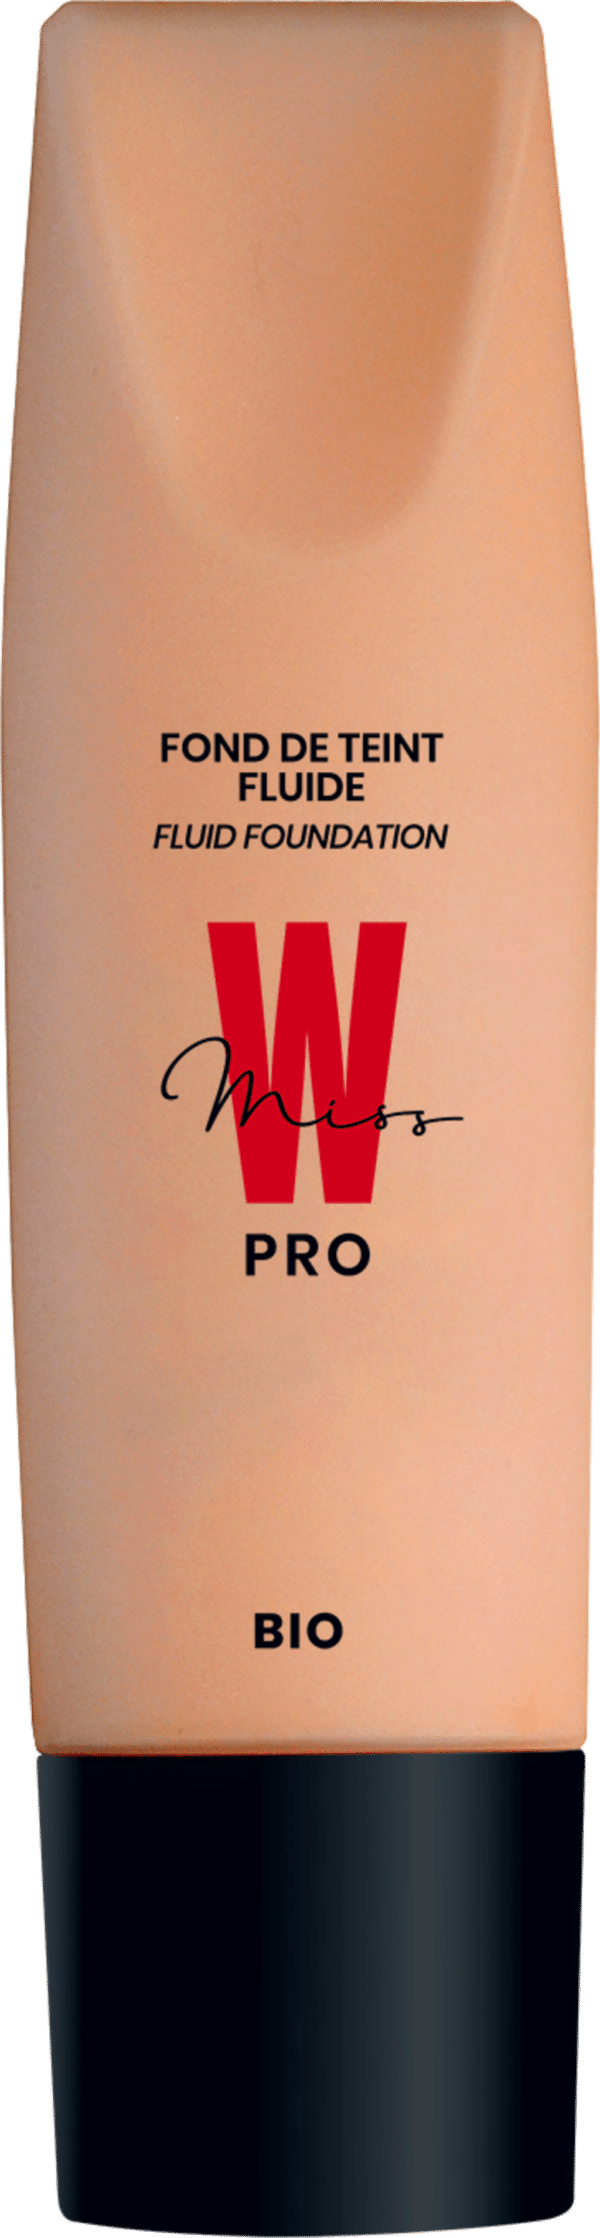 FOND DE TEINT
FLUIDE
FLUID FOUNDATION
W
Miss
PRO
BIO